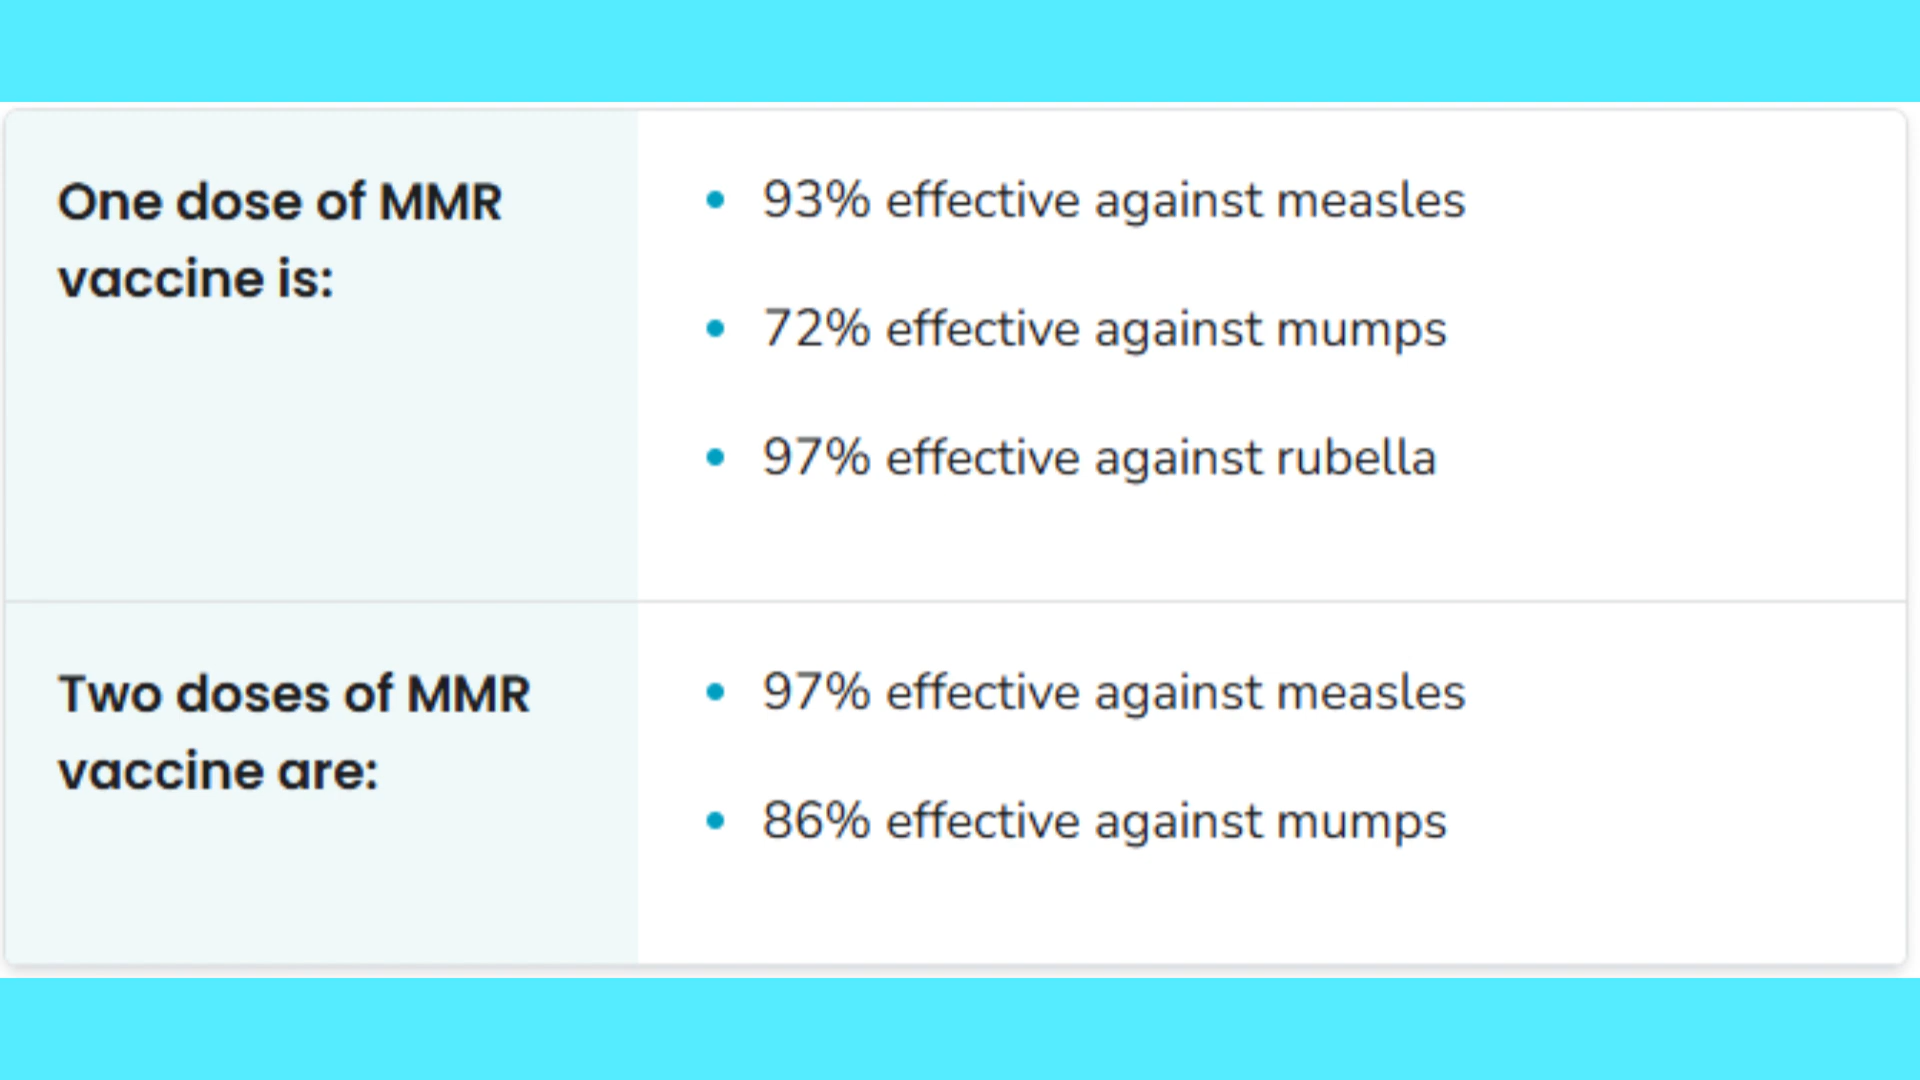 One dose of MMR
vaccine is:
93% effective against measles
72% effective against mumps
97% effective against rubella
Two doses of MMR
vaccine are:
97% effective against measles
86% effective against mumps